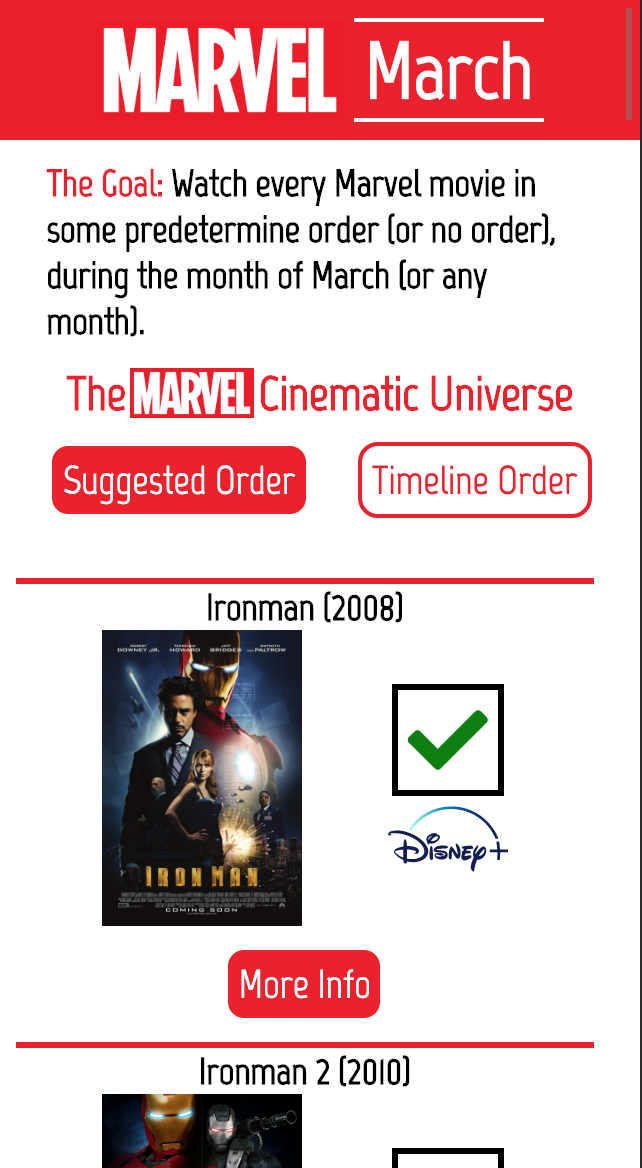 MARVEL March
The Goal: Watch every Marvel movie in
some predetermine order (or no order),
during the month of March (or any
month).
The MARVEL Cinematic Universe
Suggested Order
Timeline Order
Ironman (2008)
ROBERT DOWNEY JR. TERRENCE HOWARD JEFF BRIDGES AND GWYNETH PALTROW
IRON MAN
COMING SOON
Disney+
More Info
Ironman 2 (2010)